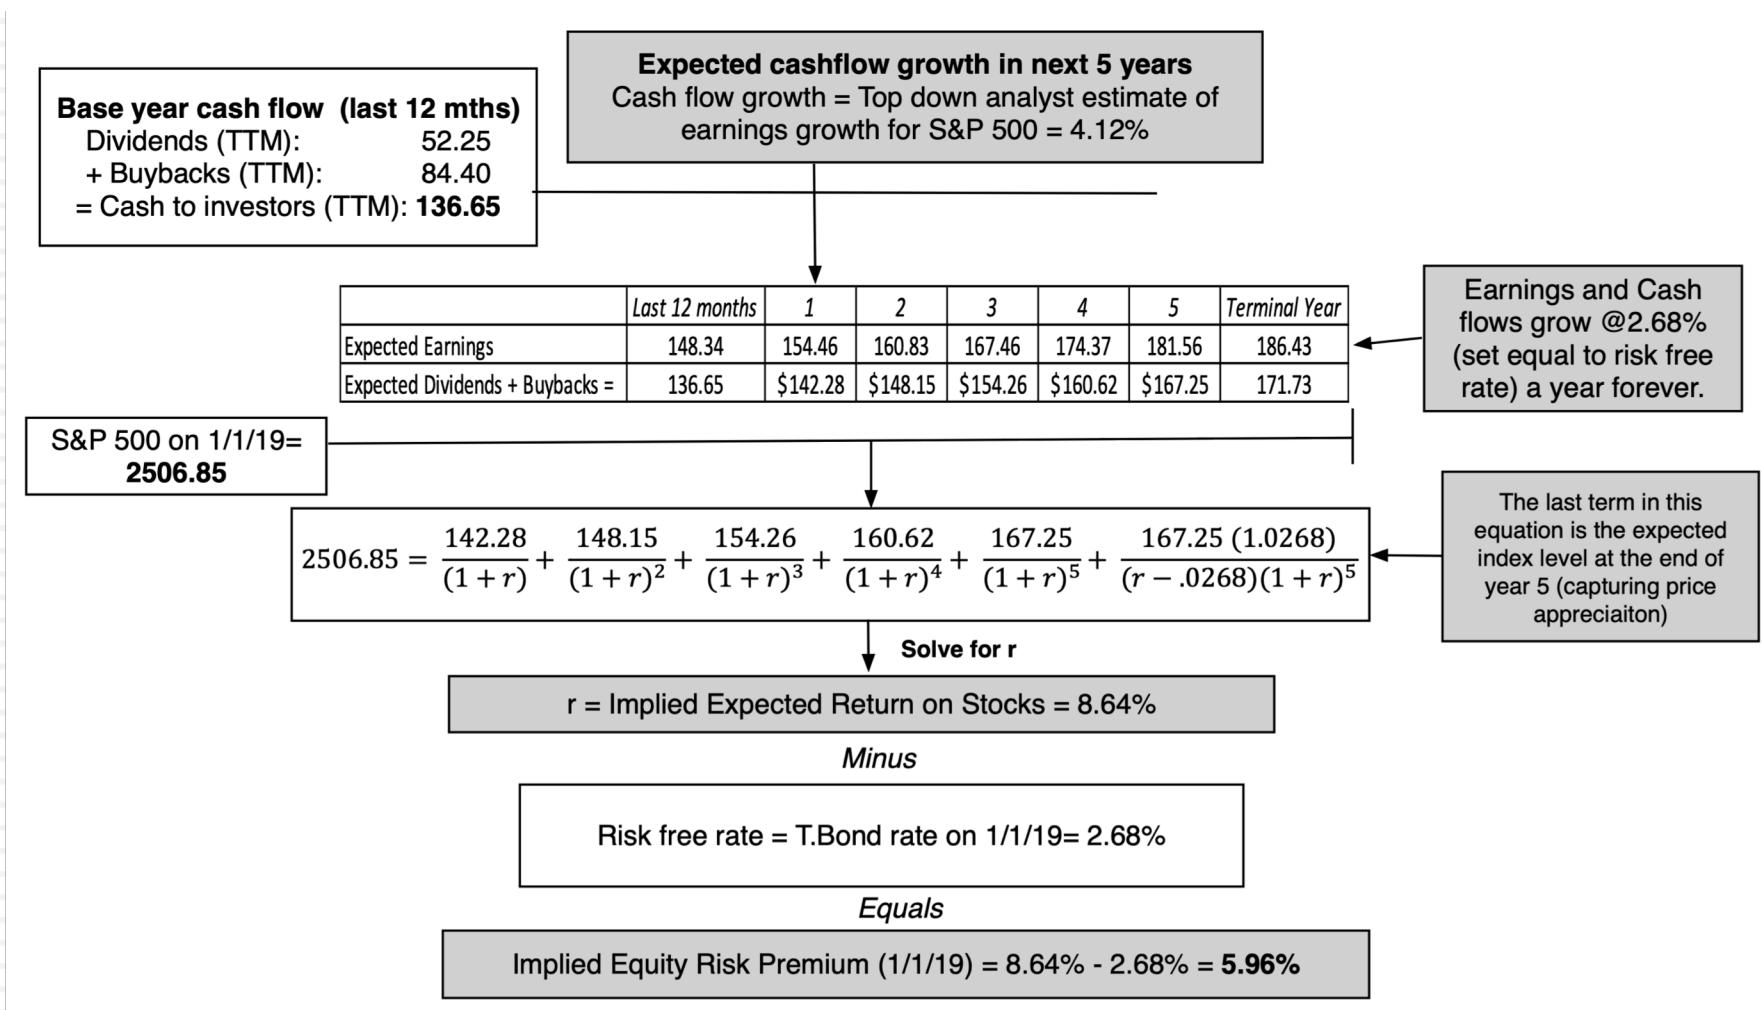 Expected cashflow growth in next 5 years
Cash flow growth = Top down analyst estimate of
earnings growth for S&P 500 = 4.12%
Base year cash flow (last 12 mths)
Dividends (TTM): 52.25
+ Buybacks (TTM): 84.40
= Cash to investors (TTM): 136.65
Last 12 months 1 2 3 4 5 Terminal Year
Expected Earnings 148.34 154.46 160.83 167.46 174.37 181.56 186.43
Expected Dividends + Buybacks = 136.65 $142.28 $148.15 $154.26 $160.62 $167.25 171.73
Earnings and Cash
flows grow @2.68%
(set equal to risk free
rate) a year forever.
S&P 500 on 1/1/19=
2506.85
2506.85 = 142.28/(1 + r) + 148.15/(1 + r)² + 154.26/(1 + r)³ + 160.62/(1 + r)⁴ + 167.25/(1 + r)⁵ + 167.25 (1.0268)/(r − .0268)(1 + r)⁵
The last term in this
equation is the expected
index level at the end of
year 5 (capturing price
appreciaiton)
Solve for r
r = Implied Expected Return on Stocks = 8.64%
Minus
Risk free rate = T.Bond rate on 1/1/19= 2.68%
Equals
Implied Equity Risk Premium (1/1/19) = 8.64% - 2.68% = 5.96%